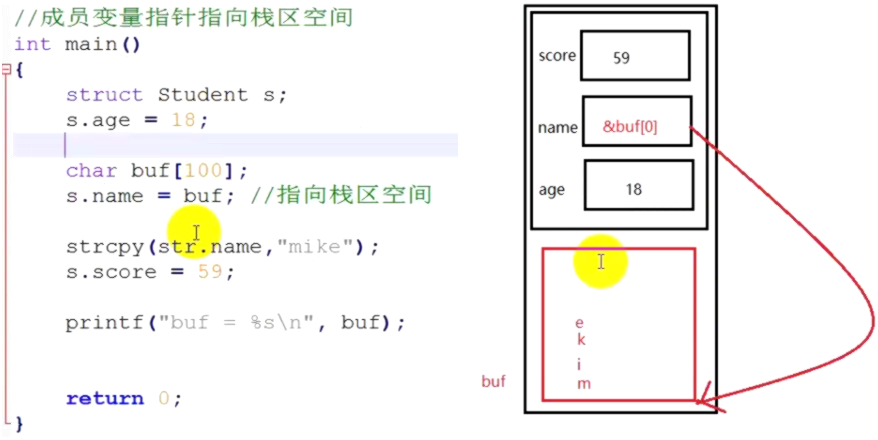 //成员变量指针指向栈区空间
int main()
{
struct Student s;
s.age = 18;
char buf[100];
s.name = buf; //指向栈区空间
strcpy(str.name,"mike");
s.score = 59;
printf("buf = %s\n", buf);
return 0;
}
score 59
name &buf[0]
age 18
e
k
i
m
buf